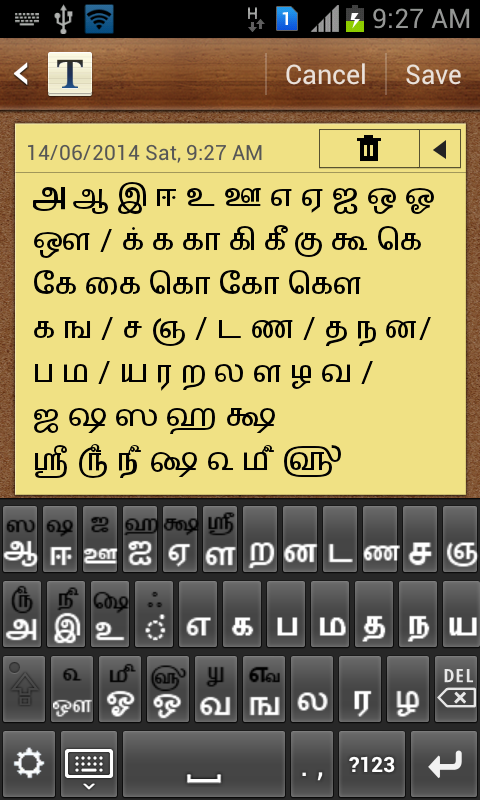 H 1 9:27 AM
T Cancel Save
14/06/2014 Sat, 9:27 AM
அ ஆ இ ஈ உ ஊ எ ஏ ஐ ஒ ஓ
ஔ / க் க கா கி கீ கு கூ கெ
கே கை கொ கோ கௌ
க ங / ச ஞ / ட ண / த ந ன/
ப ம / ய ர ற ல ள ழ வ /
ஜ ஷ ஸ ஹ க்ஷ
ஸ்ரீ ௹ ௺ ௷ ௳ ௴ ௐ
ஸ ஷ ஜ ஹ க்ஷ ஸ்ரீ
ஆ ஈ ஊ ஐ ஏ ள ற ன ட ண ச ஞ
௹ ௺ ௷ ஃ
அ இ உ ் எ க ப ம த ந ய
௳ ௴ ௐ ௵ ௶ DEL
ஔ ஓ ஒ வ ங ல ர ழ
. , ?123